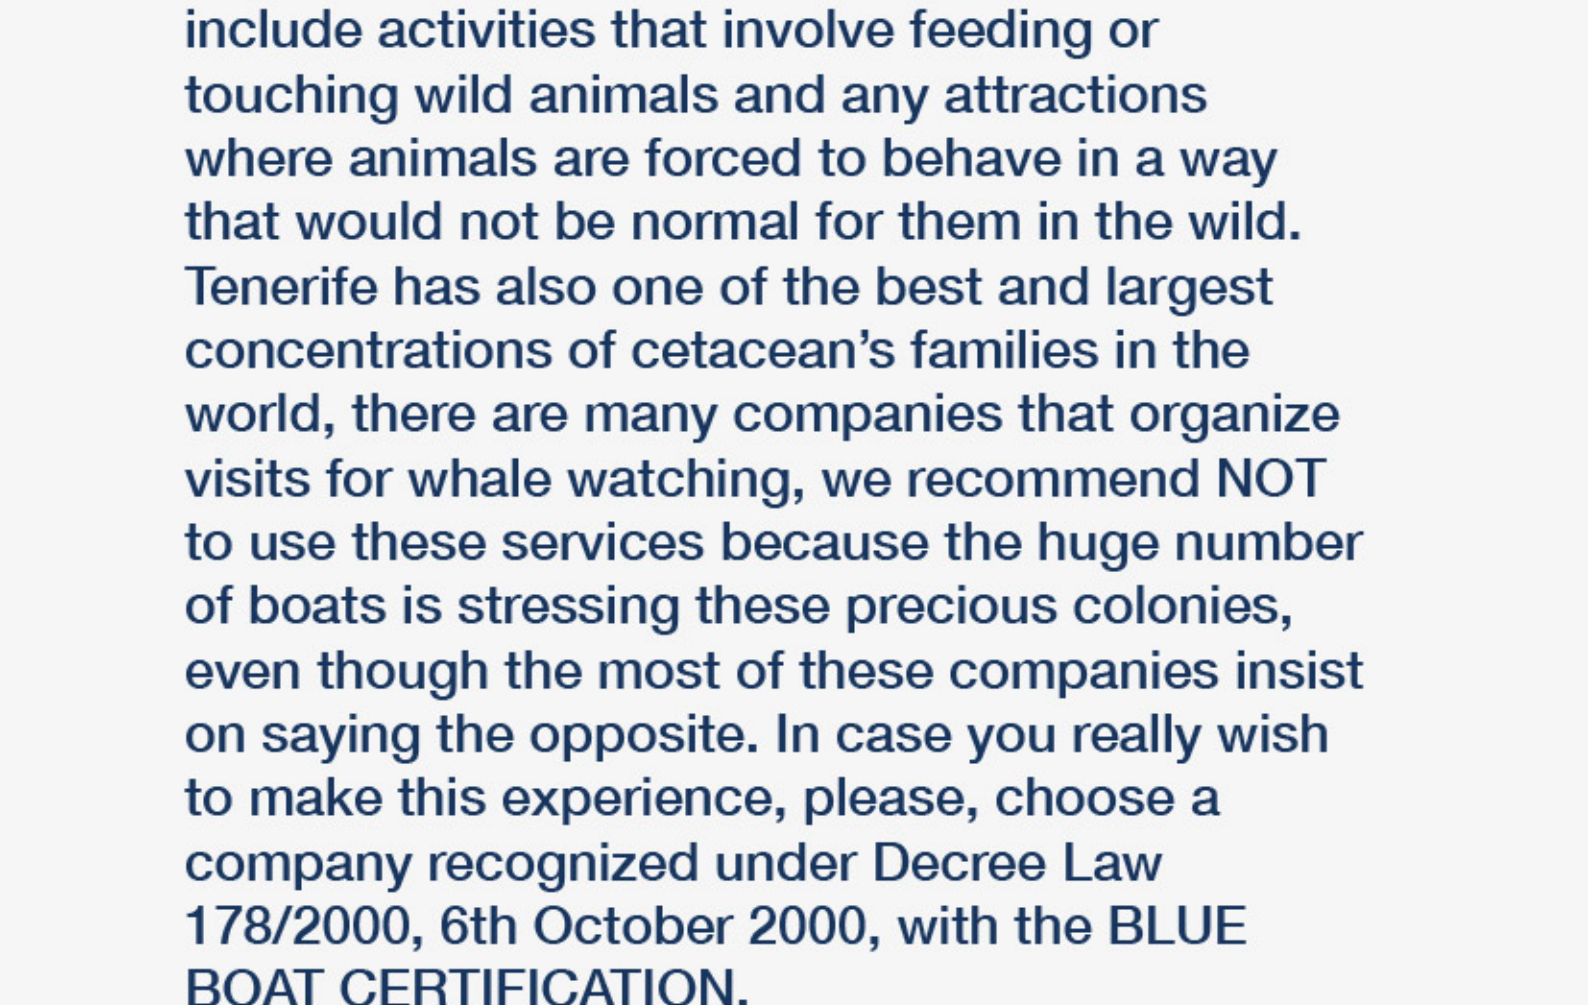 include activities that involve feeding or
touching wild animals and any attractions
where animals are forced to behave in a way
that would not be normal for them in the wild.
Tenerife has also one of the best and largest
concentrations of cetacean’s families in the
world, there are many companies that organize
visits for whale watching, we recommend NOT
to use these services because the huge number
of boats is stressing these precious colonies,
even though the most of these companies insist
on saying the opposite. In case you really wish
to make this experience, please, choose a
company recognized under Decree Law
178/2000, 6th October 2000, with the BLUE
BOAT CERTIFICATION.